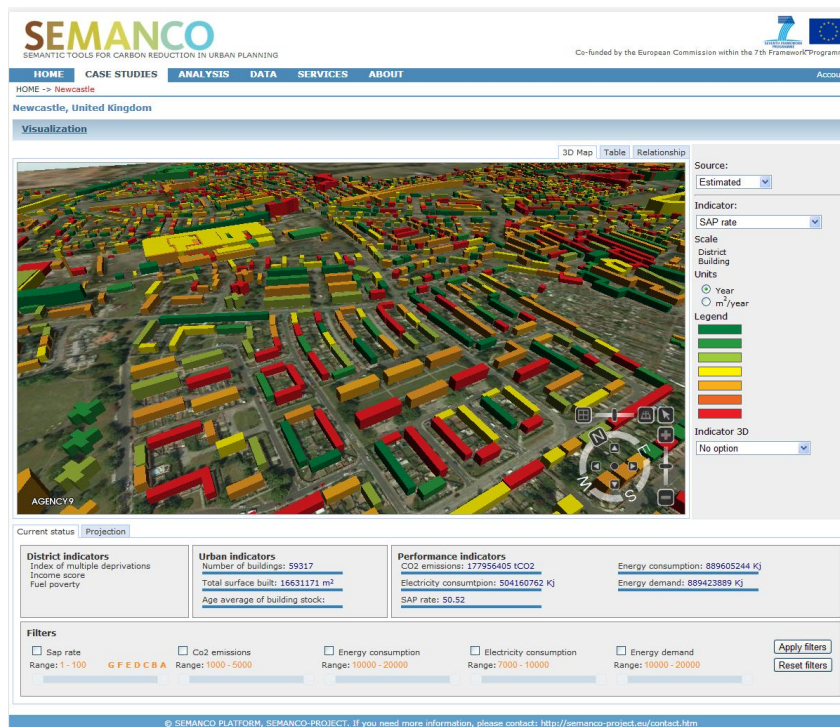 SEMANCO
SEMANTIC TOOLS FOR CARBON REDUCTION IN URBAN PLANNING
SEVENTH FRAMEWORK PROGRAMME
Co-funded by the European Commission within the 7th Framework Programm
HOME CASE STUDIES ANALYSIS DATA SERVICES ABOUT Accou
HOME -> Newcastle
Newcastle, United Kingdom
Visualization
3D Map Table Relationship
Source:
Estimated
Indicator:
SAP rate
Scale
District
Building
Units
Year
m²/year
Legend
Indicator 3D
No option
N
E
S
AGENCY9
Current status Projection
District indicators
Index of multiple deprivations
Income score
Fuel poverty
Urban indicators
Number of buildings: 59317
Total surface built: 16631171 m²
Age average of building stock:
Performance indicators
CO2 emissions: 177956405 tCO2
Electricity consumtpion: 504160762 Kj
SAP rate: 50.52
Energy consumption: 889605244 Kj
Energy demand: 889423889 Kj
Filters
Sap rate Co2 emissions Energy consumption Electricity consumption Energy demand Apply filters
Range: 1 - 100 G F E D C B A Range: 1000 - 5000 Range: 10000 - 20000 Range: 7000 - 10000 Range: 10000 - 20000 Reset filters
© SEMANCO PLATFORM, SEMANCO-PROJECT. If you need more information, please contact: http://semanco-project.eu/contact.htm